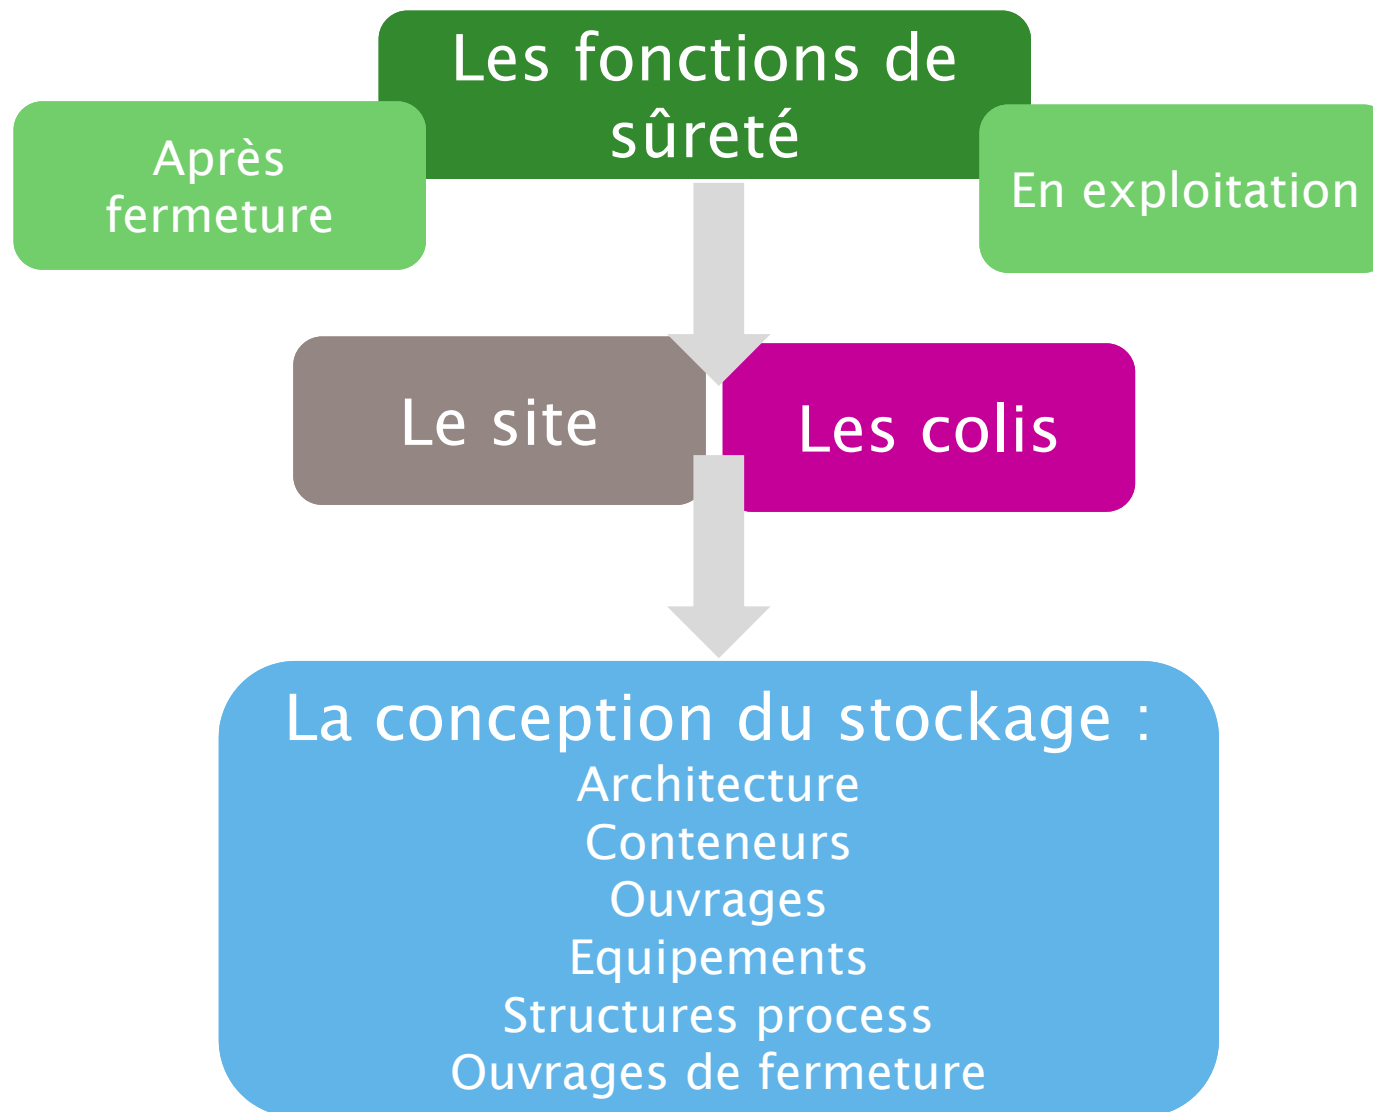 Les fonctions de
sûreté
Après
fermeture
En exploitation
Le site
Les colis
La conception du stockage :
Architecture
Conteneurs
Ouvrages
Equipements
Structures process
Ouvrages de fermeture